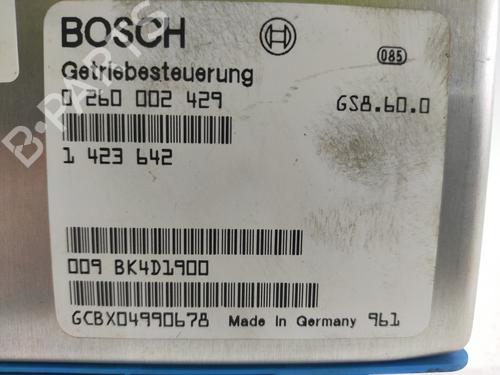 BOSCH
085
Getriebesteuerung
0 260 002 429 GS8.60.0
1 423 642
009 BK4D1900
GCBX04990678 Made In Germany 961
B-PARTS